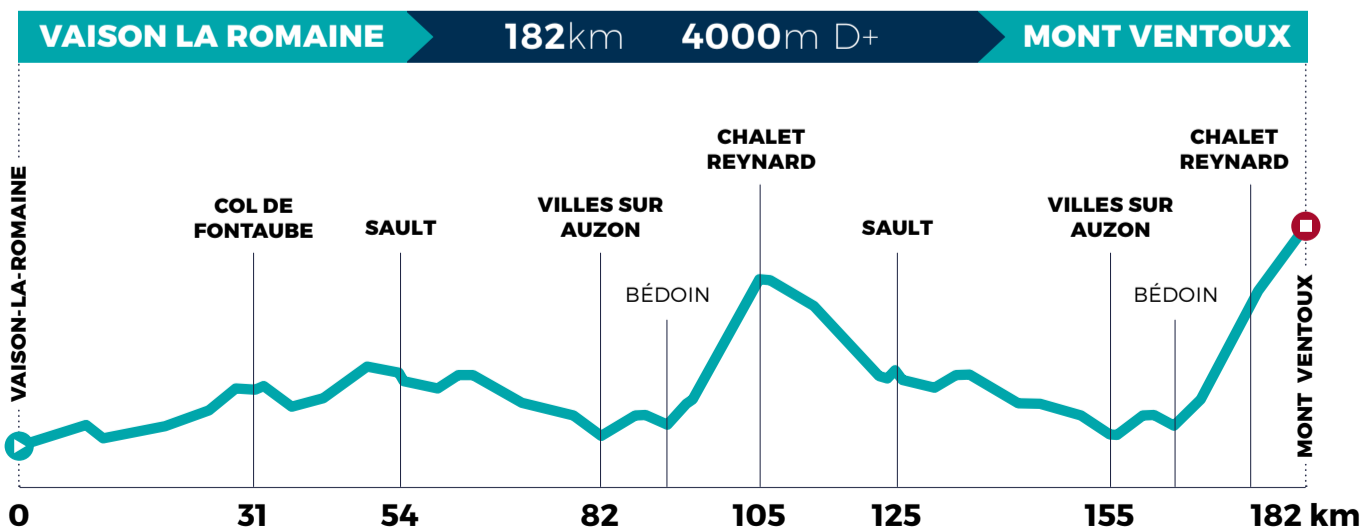 VAISON LA ROMAINE 182km 4000m D+ MONT VENTOUX
CHALET
REYNARD
CHALET
REYNARD
COL DE
FONTAUBE
SAULT
VILLES SUR
AUZON
SAULT
VILLES SUR
AUZON
BÉDOIN
BÉDOIN
VAISON-LA-ROMAINE
MONT VENTOUX
0 31 54 82 105 125 155 182 km